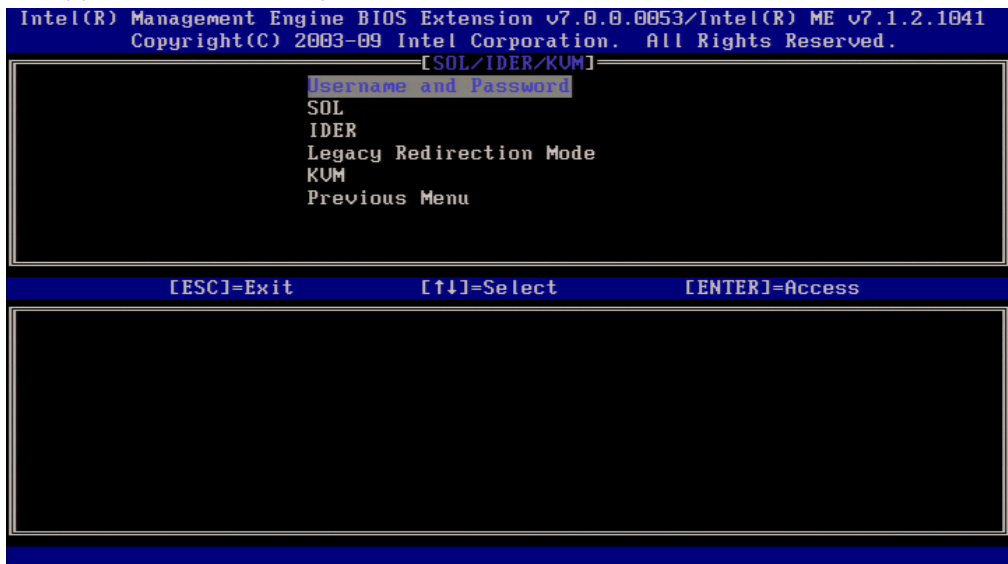 Intel(R) Management Engine BIOS Extension v7.0.0.0053/Intel(R) ME v7.1.2.1041
Copyright(C) 2003-09 Intel Corporation. All Rights Reserved.
[SOL/IDER/KVM]
Username and Password
SOL
IDER
Legacy Redirection Mode
KVM
Previous Menu
[ESC]=Exit [↑↓]=Select [ENTER]=Access